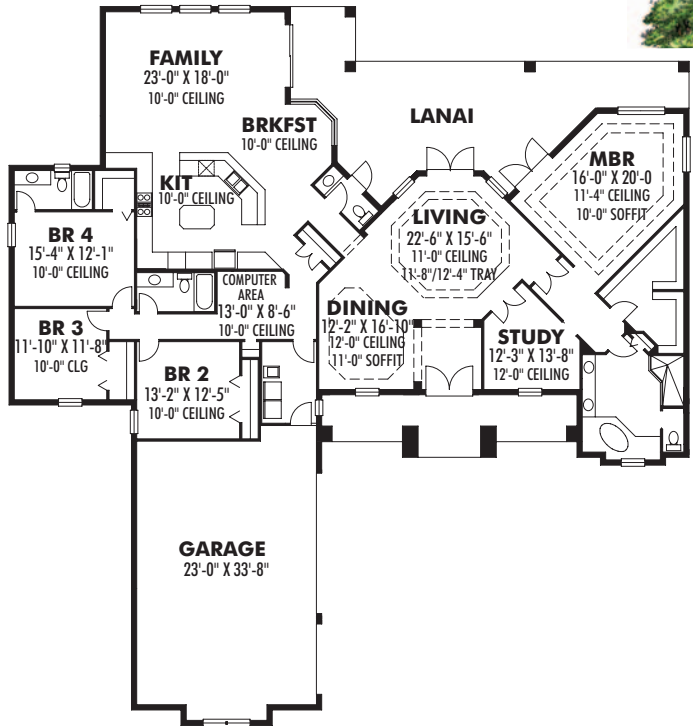 FAMILY
23'-0" X 18'-0"
10'-0" CEILING
BRKFST
10'-0" CEILING
LANAI
MBR
16'-0" X 20'-0
11'-4" CEILING
10'-0" SOFFIT
KIT
10'-0" CEILING
LIVING
22'-6" X 15'-6"
11'-0" CEILING
11'-8"/12'-4" TRAY
BR 4
15'-4" X 12'-1"
10'-0" CEILING
COMPUTER
AREA
13'-0" X 8'-6"
10'-0" CEILING
DINING
12'-2" X 16'-10"
12'-0" CEILING
11'-0" SOFFIT
BR 3
11'-10" X 11'-8"
10'-0" CLG
STUDY
12'-3" X 13'-8"
12'-0" CEILING
BR 2
13'-2" X 12'-5"
10'-0" CEILING
GARAGE
23'-0" X 33'-8"